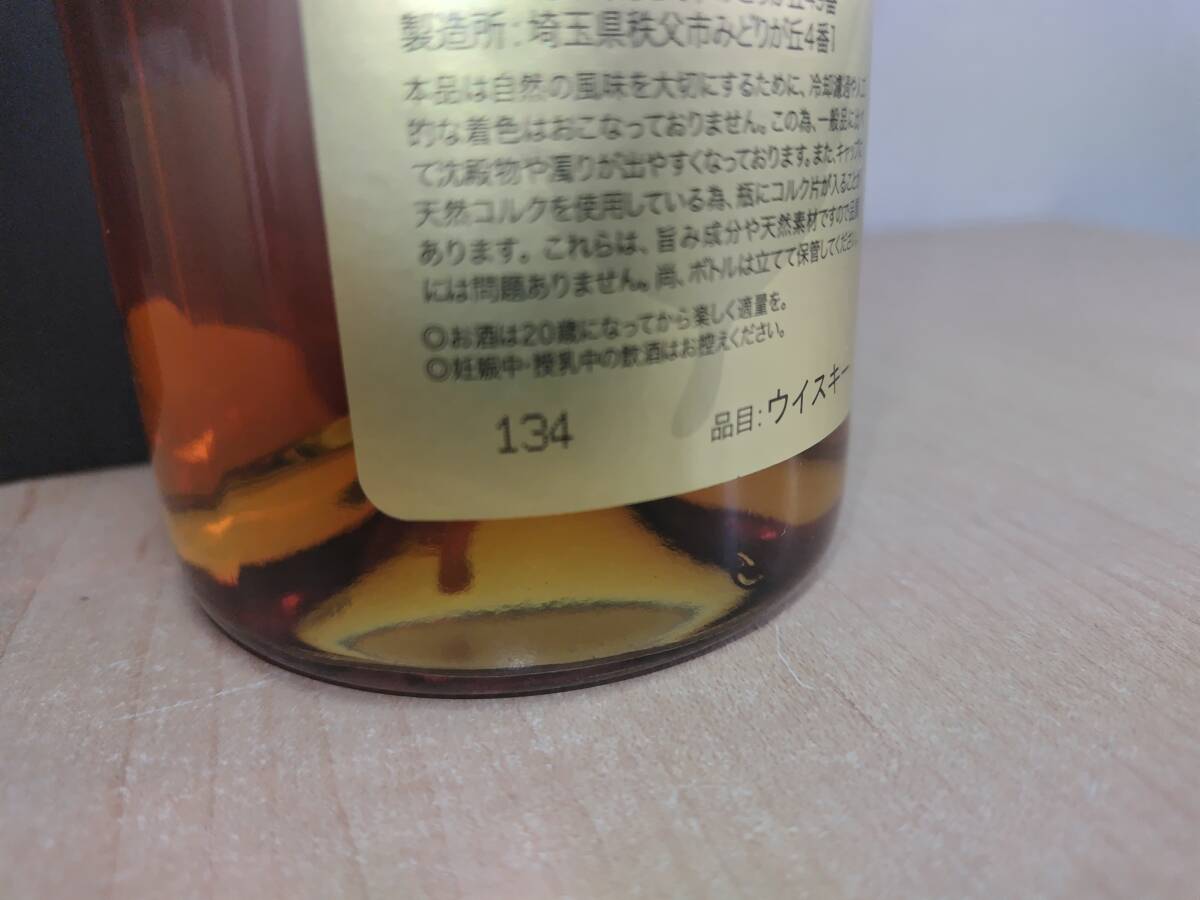 製造所:埼玉県秩父市みどりが丘4番1
本品は自然の風味を大切にするために、冷却濾過や人工
的な着色はおこなっておりません。この為、一般品に比べ
て沈殿物や濁りが出やすくなっております。また、キャップに
天然コルクを使用している為、瓶にコルク片が入ることが
あります。これらは、旨み成分や天然素材ですので品質
には問題ありません。尚、ボトルは立てて保管してください。
◎お酒は20歳になってから楽しく適量を。
◎妊娠中・授乳中の飲酒はお控えください。
134
品目:ウイスキー